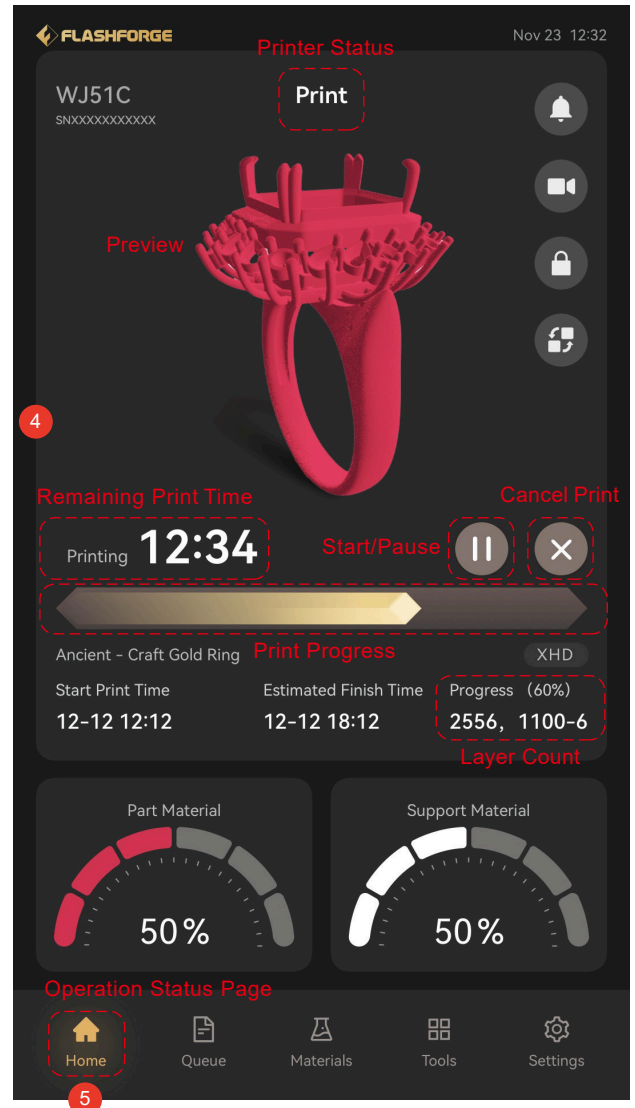 FLASHFORGE
Nov 23 12:32
Printer Status
WJ51C
Print
SNXXXXXXXXXXX
Preview
4
Remaining Print Time
Cancel Print
Printing 12:34
Start/Pause
Ancient - Craft Gold Ring
Print Progress
XHD
Start Print Time
Estimated Finish Time
Progress （60%）
12-12 12:12
12-12 18:12
2556，1100-6
Layer Count
Part Material
Support Material
50%
50%
Operation Status Page
Home
Queue
Materials
Tools
Settings
5